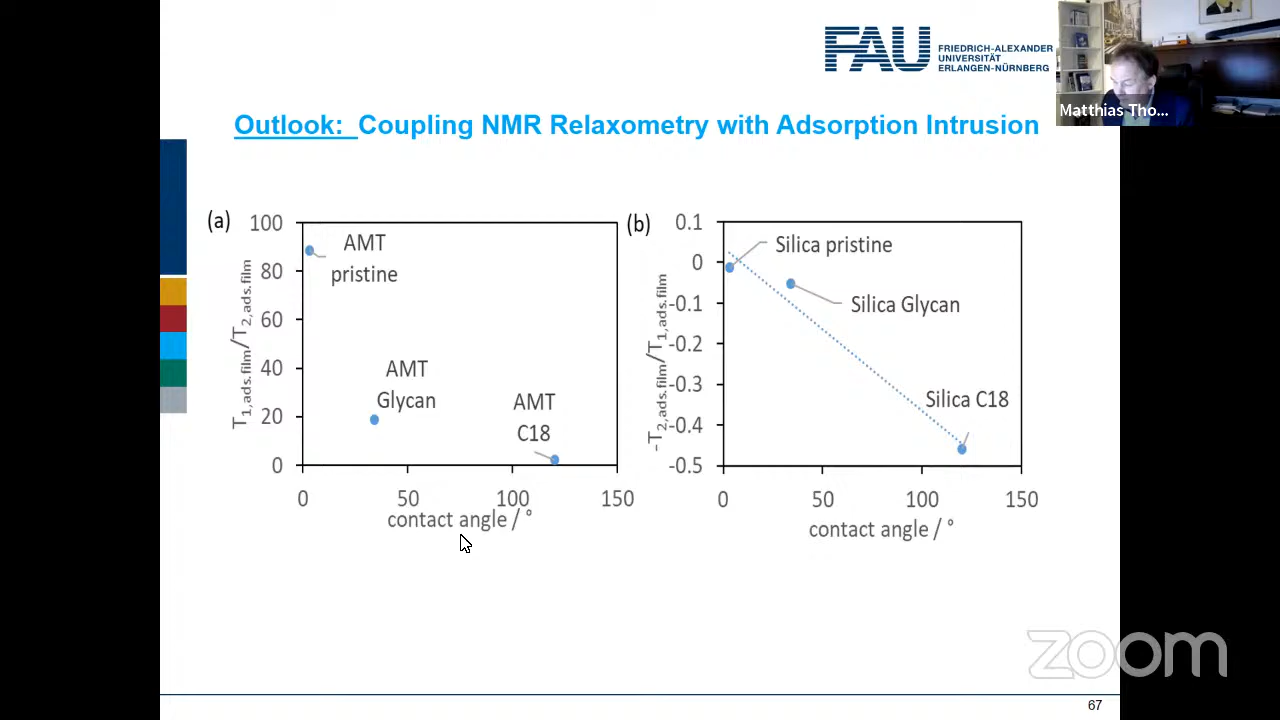 FAU
FRIEDRICH-ALEXANDER
UNIVERSITÄT
ERLANGEN-NÜRNBERG
Matthias Tho...
Outlook: Coupling NMR Relaxometry with Adsorption Intrusion
(a)
T1,ads.film/T2,ads.film
100
80
60
40
20
0
AMT
pristine
AMT
Glycan
AMT
C18
0 50 100 150
contact angle / °
(b)
-T2,ads.film/T1,ads.film
0.1
0
-0.1
-0.2
-0.3
-0.4
-0.5
Silica pristine
Silica Glycan
Silica C18
0 50 100 150
contact angle / °
zoom
67